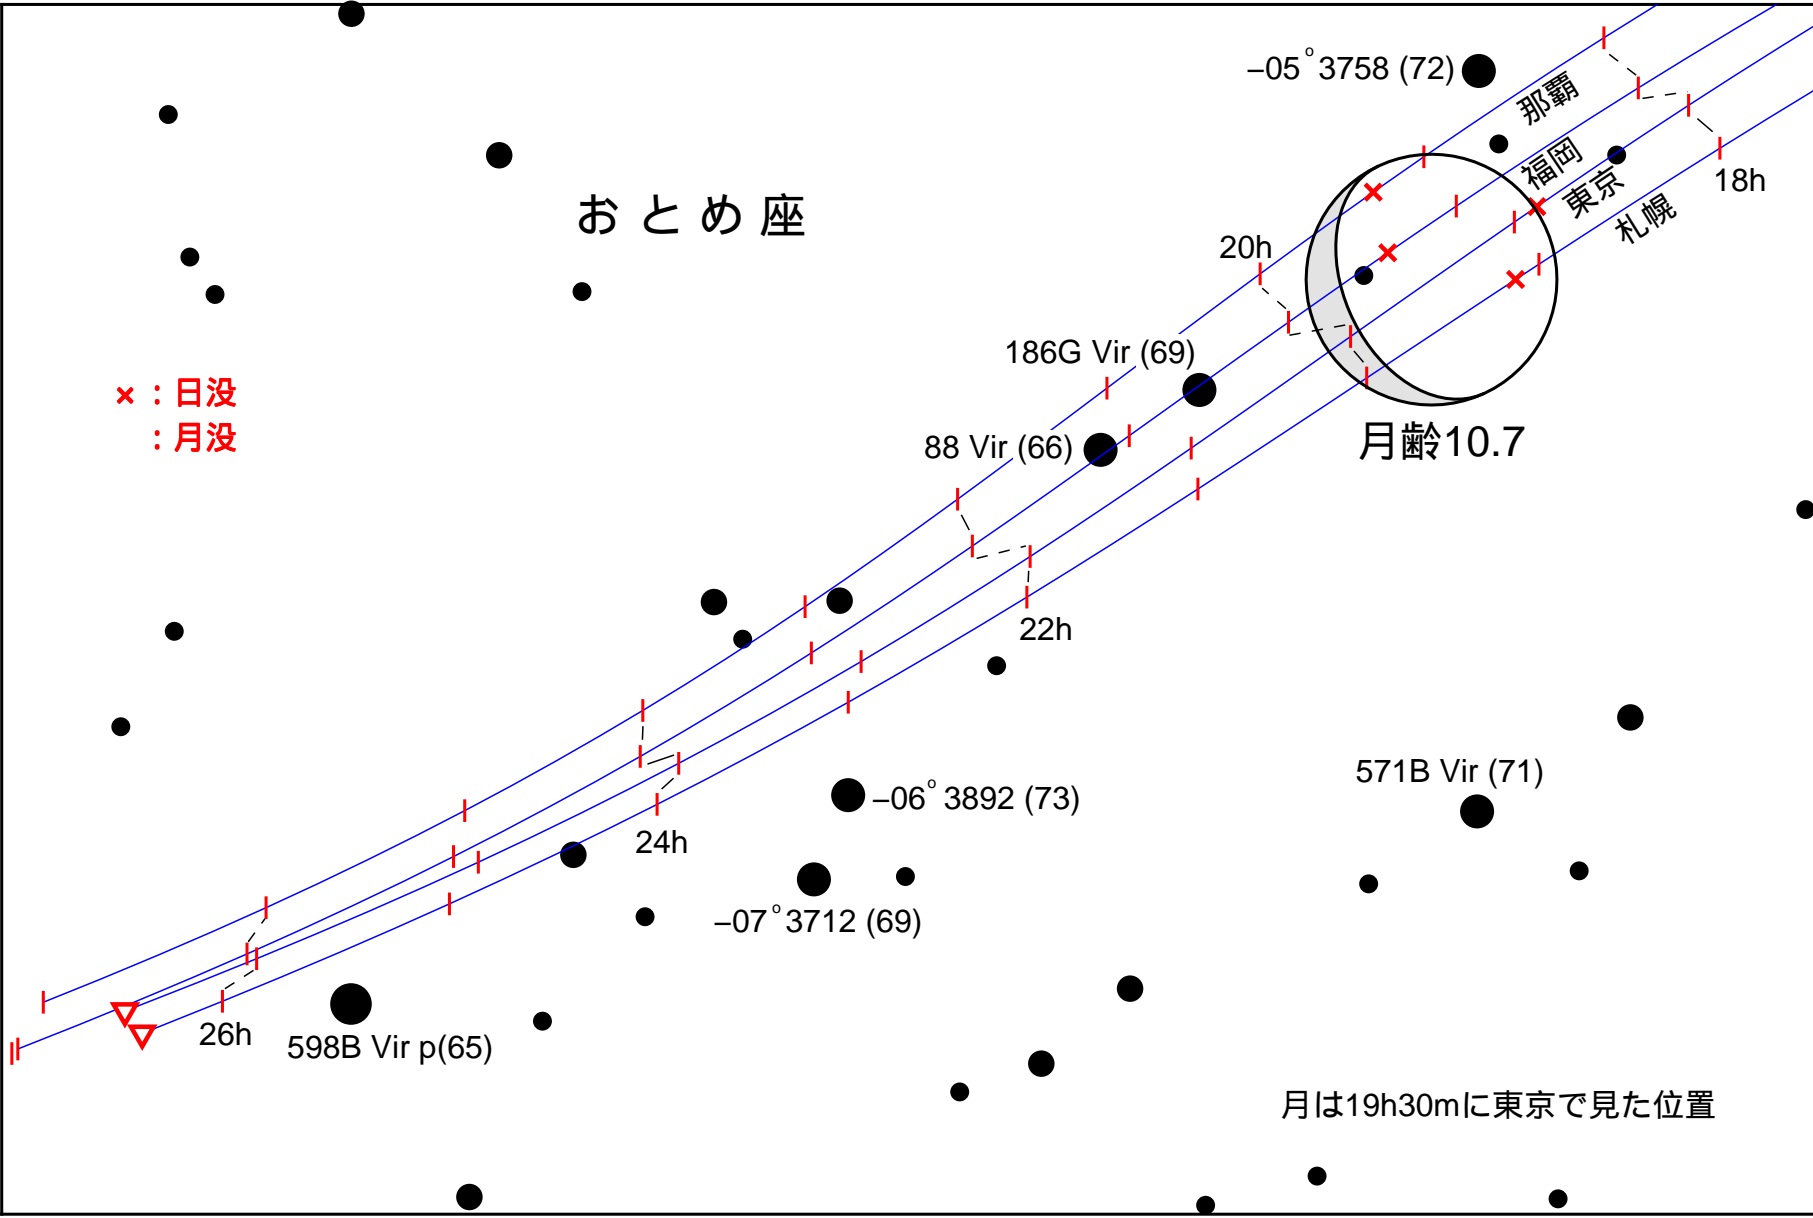 −05° 3758 (72)
那覇
福岡
東京
札幌
18h
おとめ座
20h
186G Vir (69)
× : 日没
: 月没
88 Vir (66)
月齢10.7
22h
571B Vir (71)
−06° 3892 (73)
24h
−07° 3712 (69)
26h
598B Vir p(65)
月は19h30mに東京で見た位置